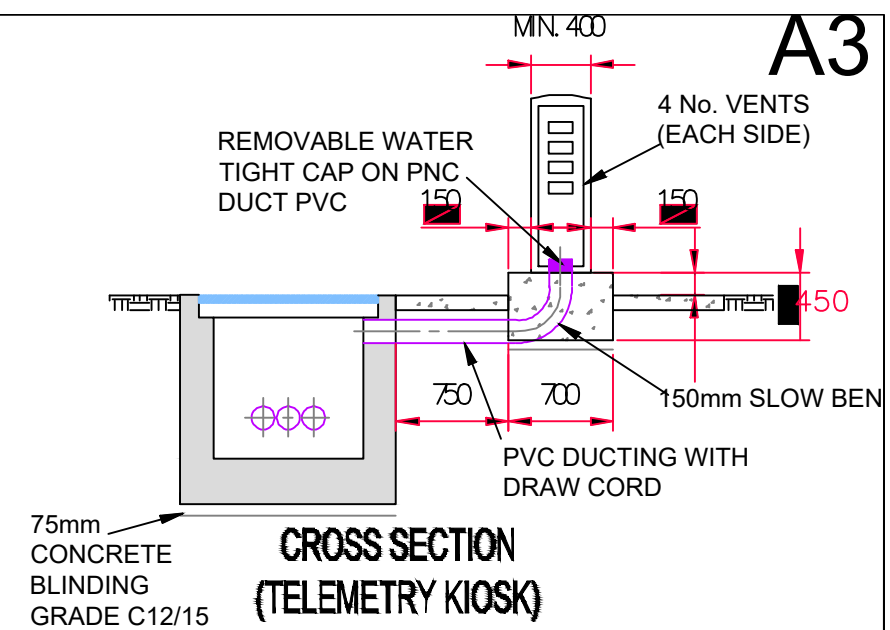 MIN. 400
A3
4 No. VENTS
(EACH SIDE)
REMOVABLE WATER
TIGHT CAP ON PNC
DUCT PVC
150
150
450
750
700
150mm SLOW BEN
PVC DUCTING WITH
DRAW CORD
75mm
CONCRETE
BLINDING
GRADE C12/15
CROSS SECTION
(TELEMETRY KIOSK)